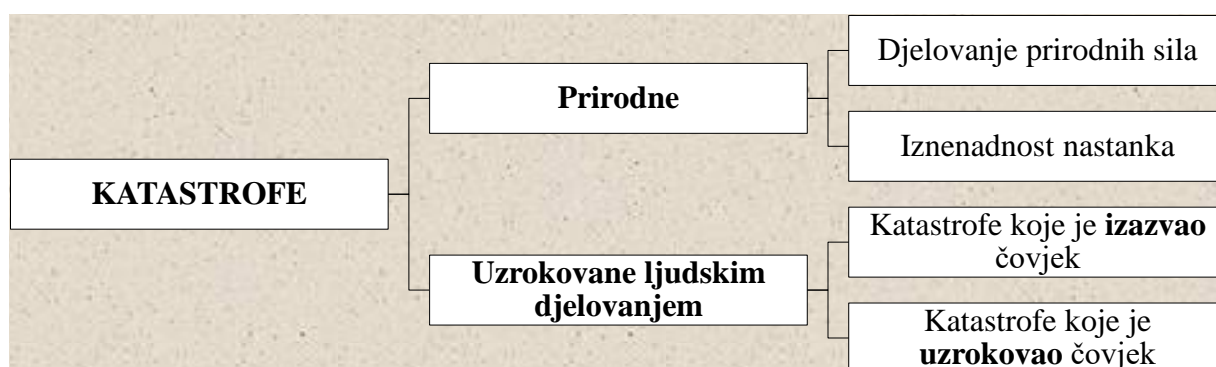 KATASTROFE
Prirodne
Djelovanje prirodnih sila
Iznenadnost nastanka
Uzrokovane ljudskim
djelovanjem
Katastrofe koje je izazvao
čovjek
Katastrofe koje je
uzrokovao čovjek